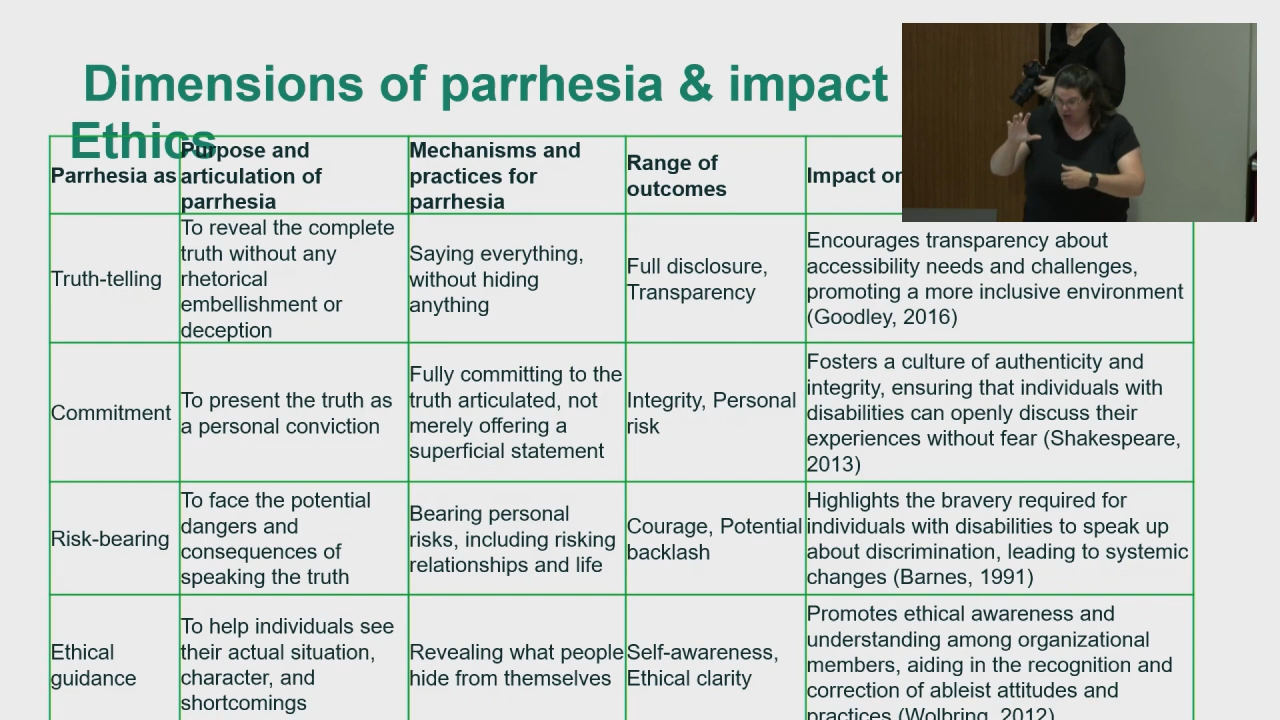 Dimensions of parrhesia & impact
Ethics
Parrhesia as
Purpose and
articulation of
parrhesia
Mechanisms and
practices for
parrhesia
Range of
outcomes
Impact on
Truth-telling
To reveal the complete
truth without any
rhetorical
embellishment or
deception
Saying everything,
without hiding
anything
Full disclosure,
Transparency
Encourages transparency about
accessibility needs and challenges,
promoting a more inclusive environment
(Goodley, 2016)
Commitment
To present the truth as
a personal conviction
Fully committing to the
truth articulated, not
merely offering a
superficial statement
Integrity, Personal
risk
Fosters a culture of authenticity and
integrity, ensuring that individuals with
disabilities can openly discuss their
experiences without fear (Shakespeare,
2013)
Risk-bearing
To face the potential
dangers and
consequences of
speaking the truth
Bearing personal
risks, including risking
relationships and life
Courage, Potential
backlash
Highlights the bravery required for
individuals with disabilities to speak up
about discrimination, leading to systemic
changes (Barnes, 1991)
Ethical
guidance
To help individuals see
their actual situation,
character, and
shortcomings
Revealing what people
hide from themselves
Self-awareness,
Ethical clarity
Promotes ethical awareness and
understanding among organizational
members, aiding in the recognition and
correction of ableist attitudes and
practices (Wolbring, 2012)